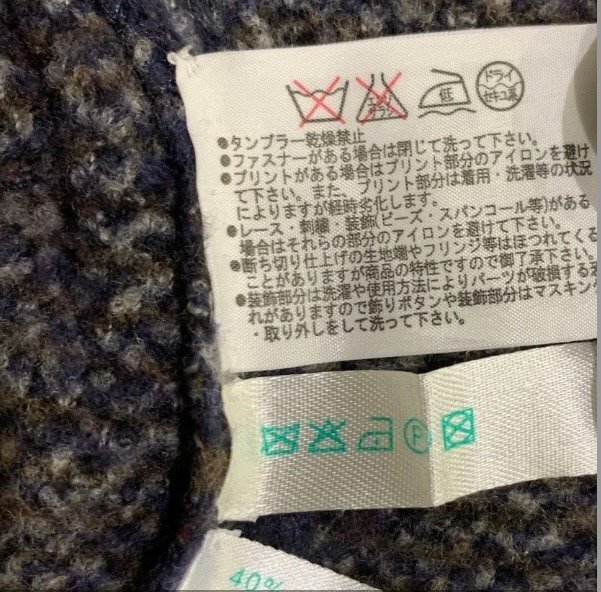 ドライ
セキユ系
エンソ
サラシ
低
●タンブラー乾燥禁止
●ファスナーがある場合は閉じて洗って下さい。
●プリントがある場合はプリント部分のアイロンを避け
て下さい。また、プリント部分は着用・洗濯等の状況
によりますが経時劣化します。
●レース・刺繍・装飾(ビーズ・スパンコール等)がある
場合はそれらの部分のアイロンを避けて下さい。
●断ち切り仕上げの生地端やフリンジ等はほつれてくる
ことがありますが商品の特性ですので御了承下さい。
●装飾部分は洗濯や使用方法によりパーツが破損する
れがありますので飾りボタンや装飾部分はマスキン
・取り外しをして洗って下さい。
P
40%